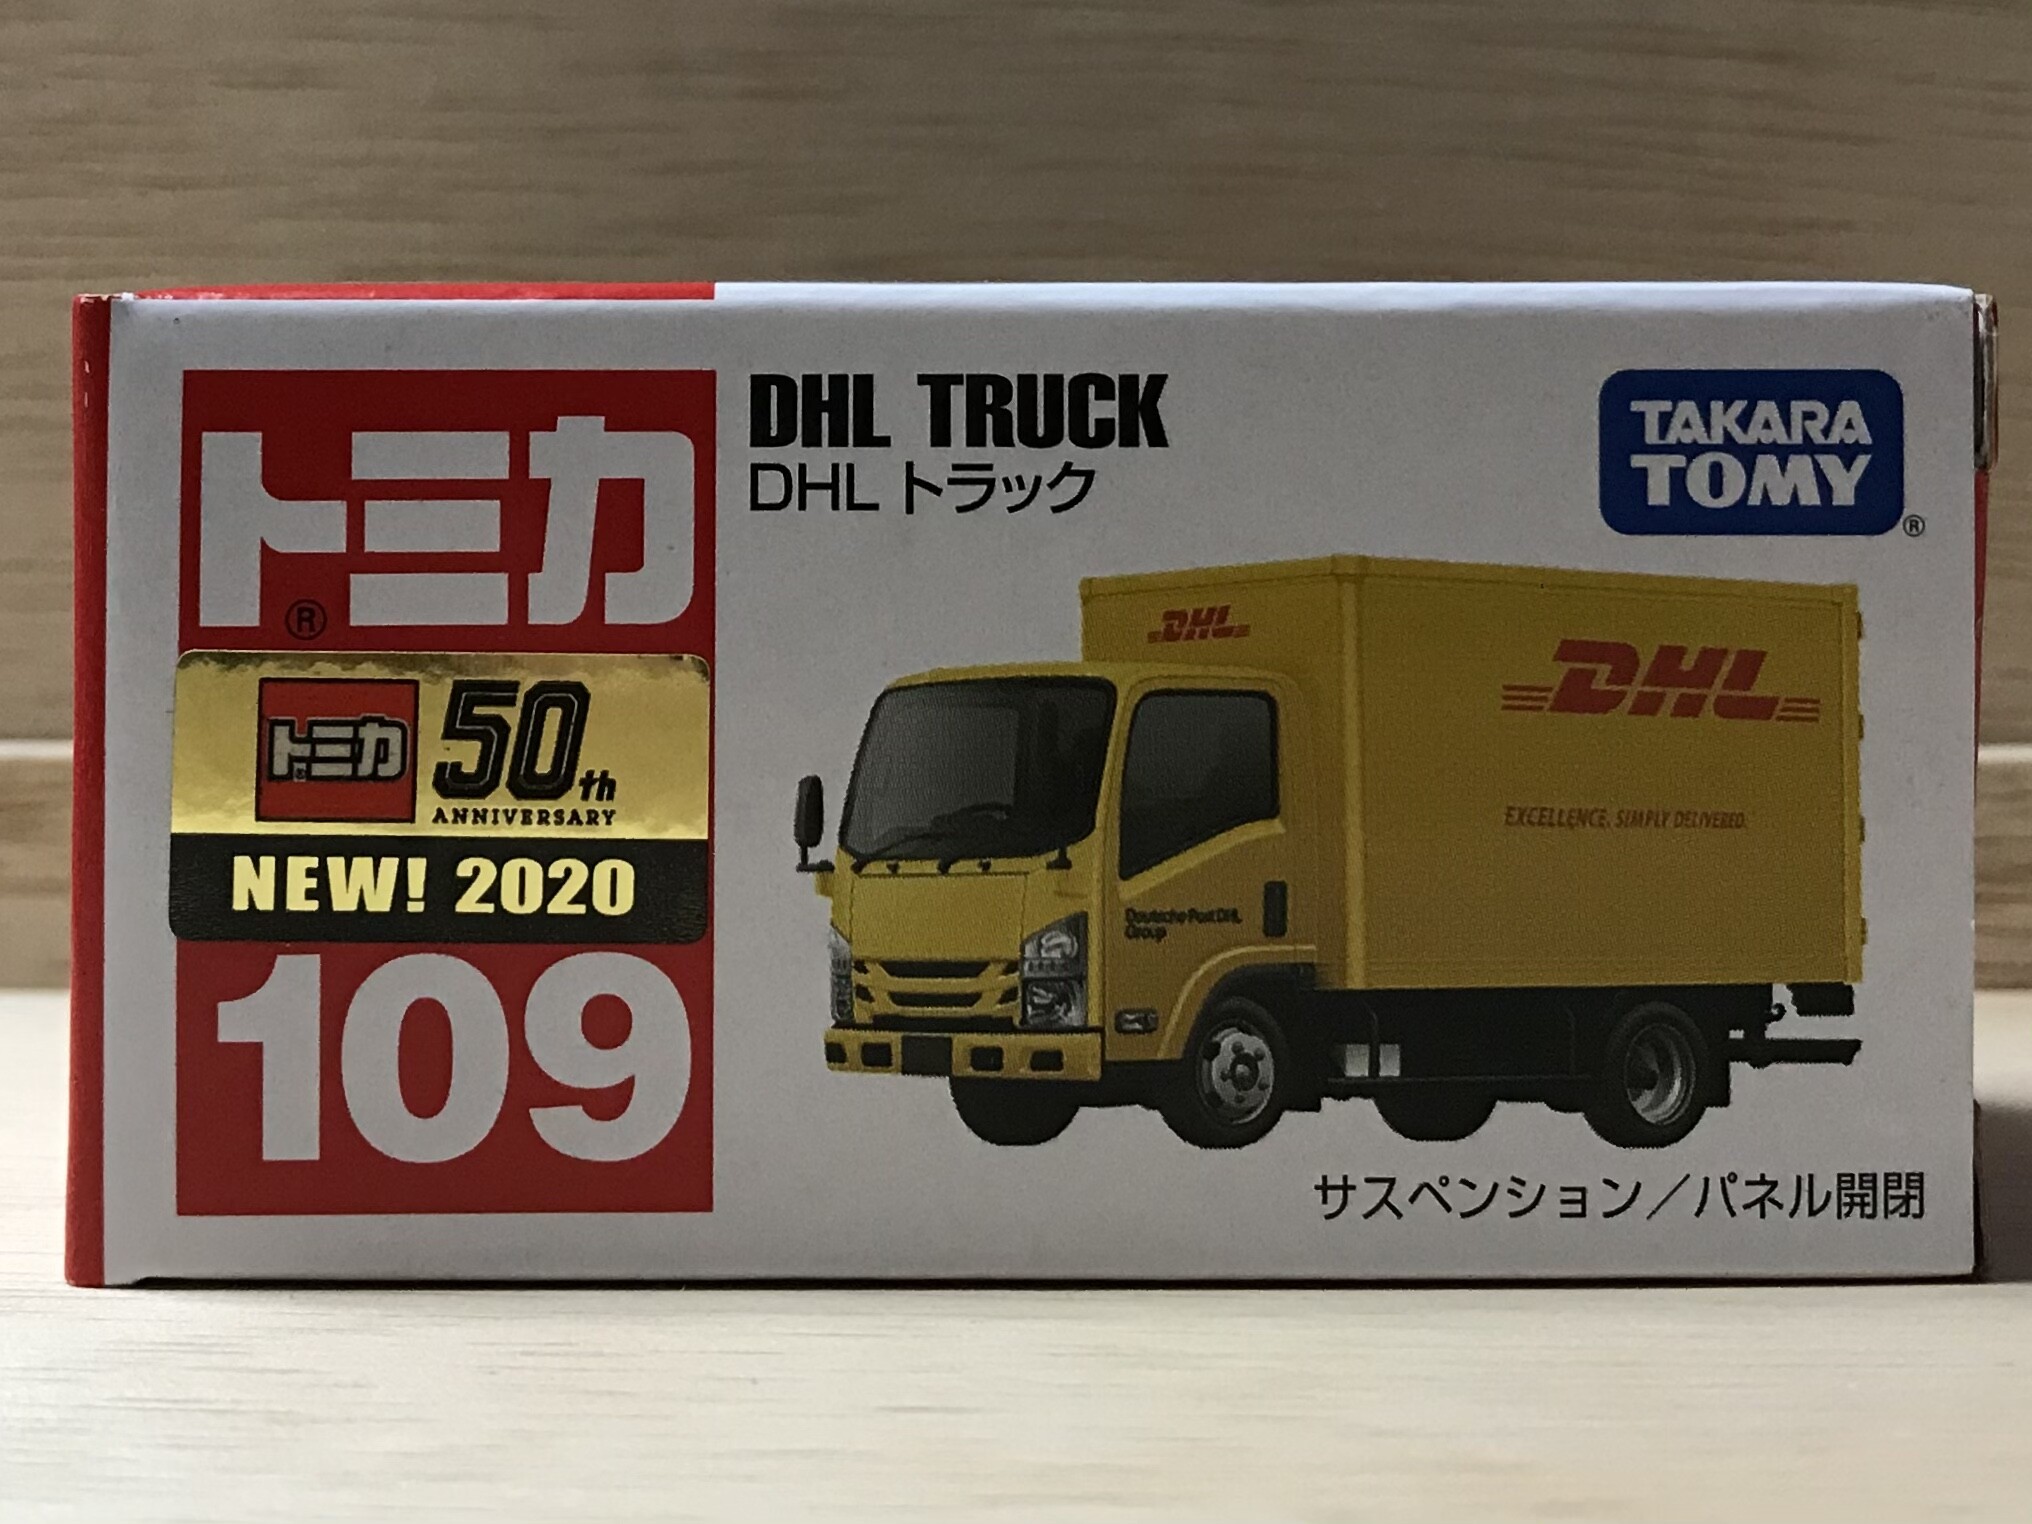 トミカ
®
トミカ
50th
ANNIVERSARY
NEW! 2020
109
DHL TRUCK
DHL トラック
TAKARA
TOMY
®
DHL
DHL
EXCELLENCE. SIMPLY DELIVERED.
Deutsche Post DHL
Group
サスペンション／パネル開閉